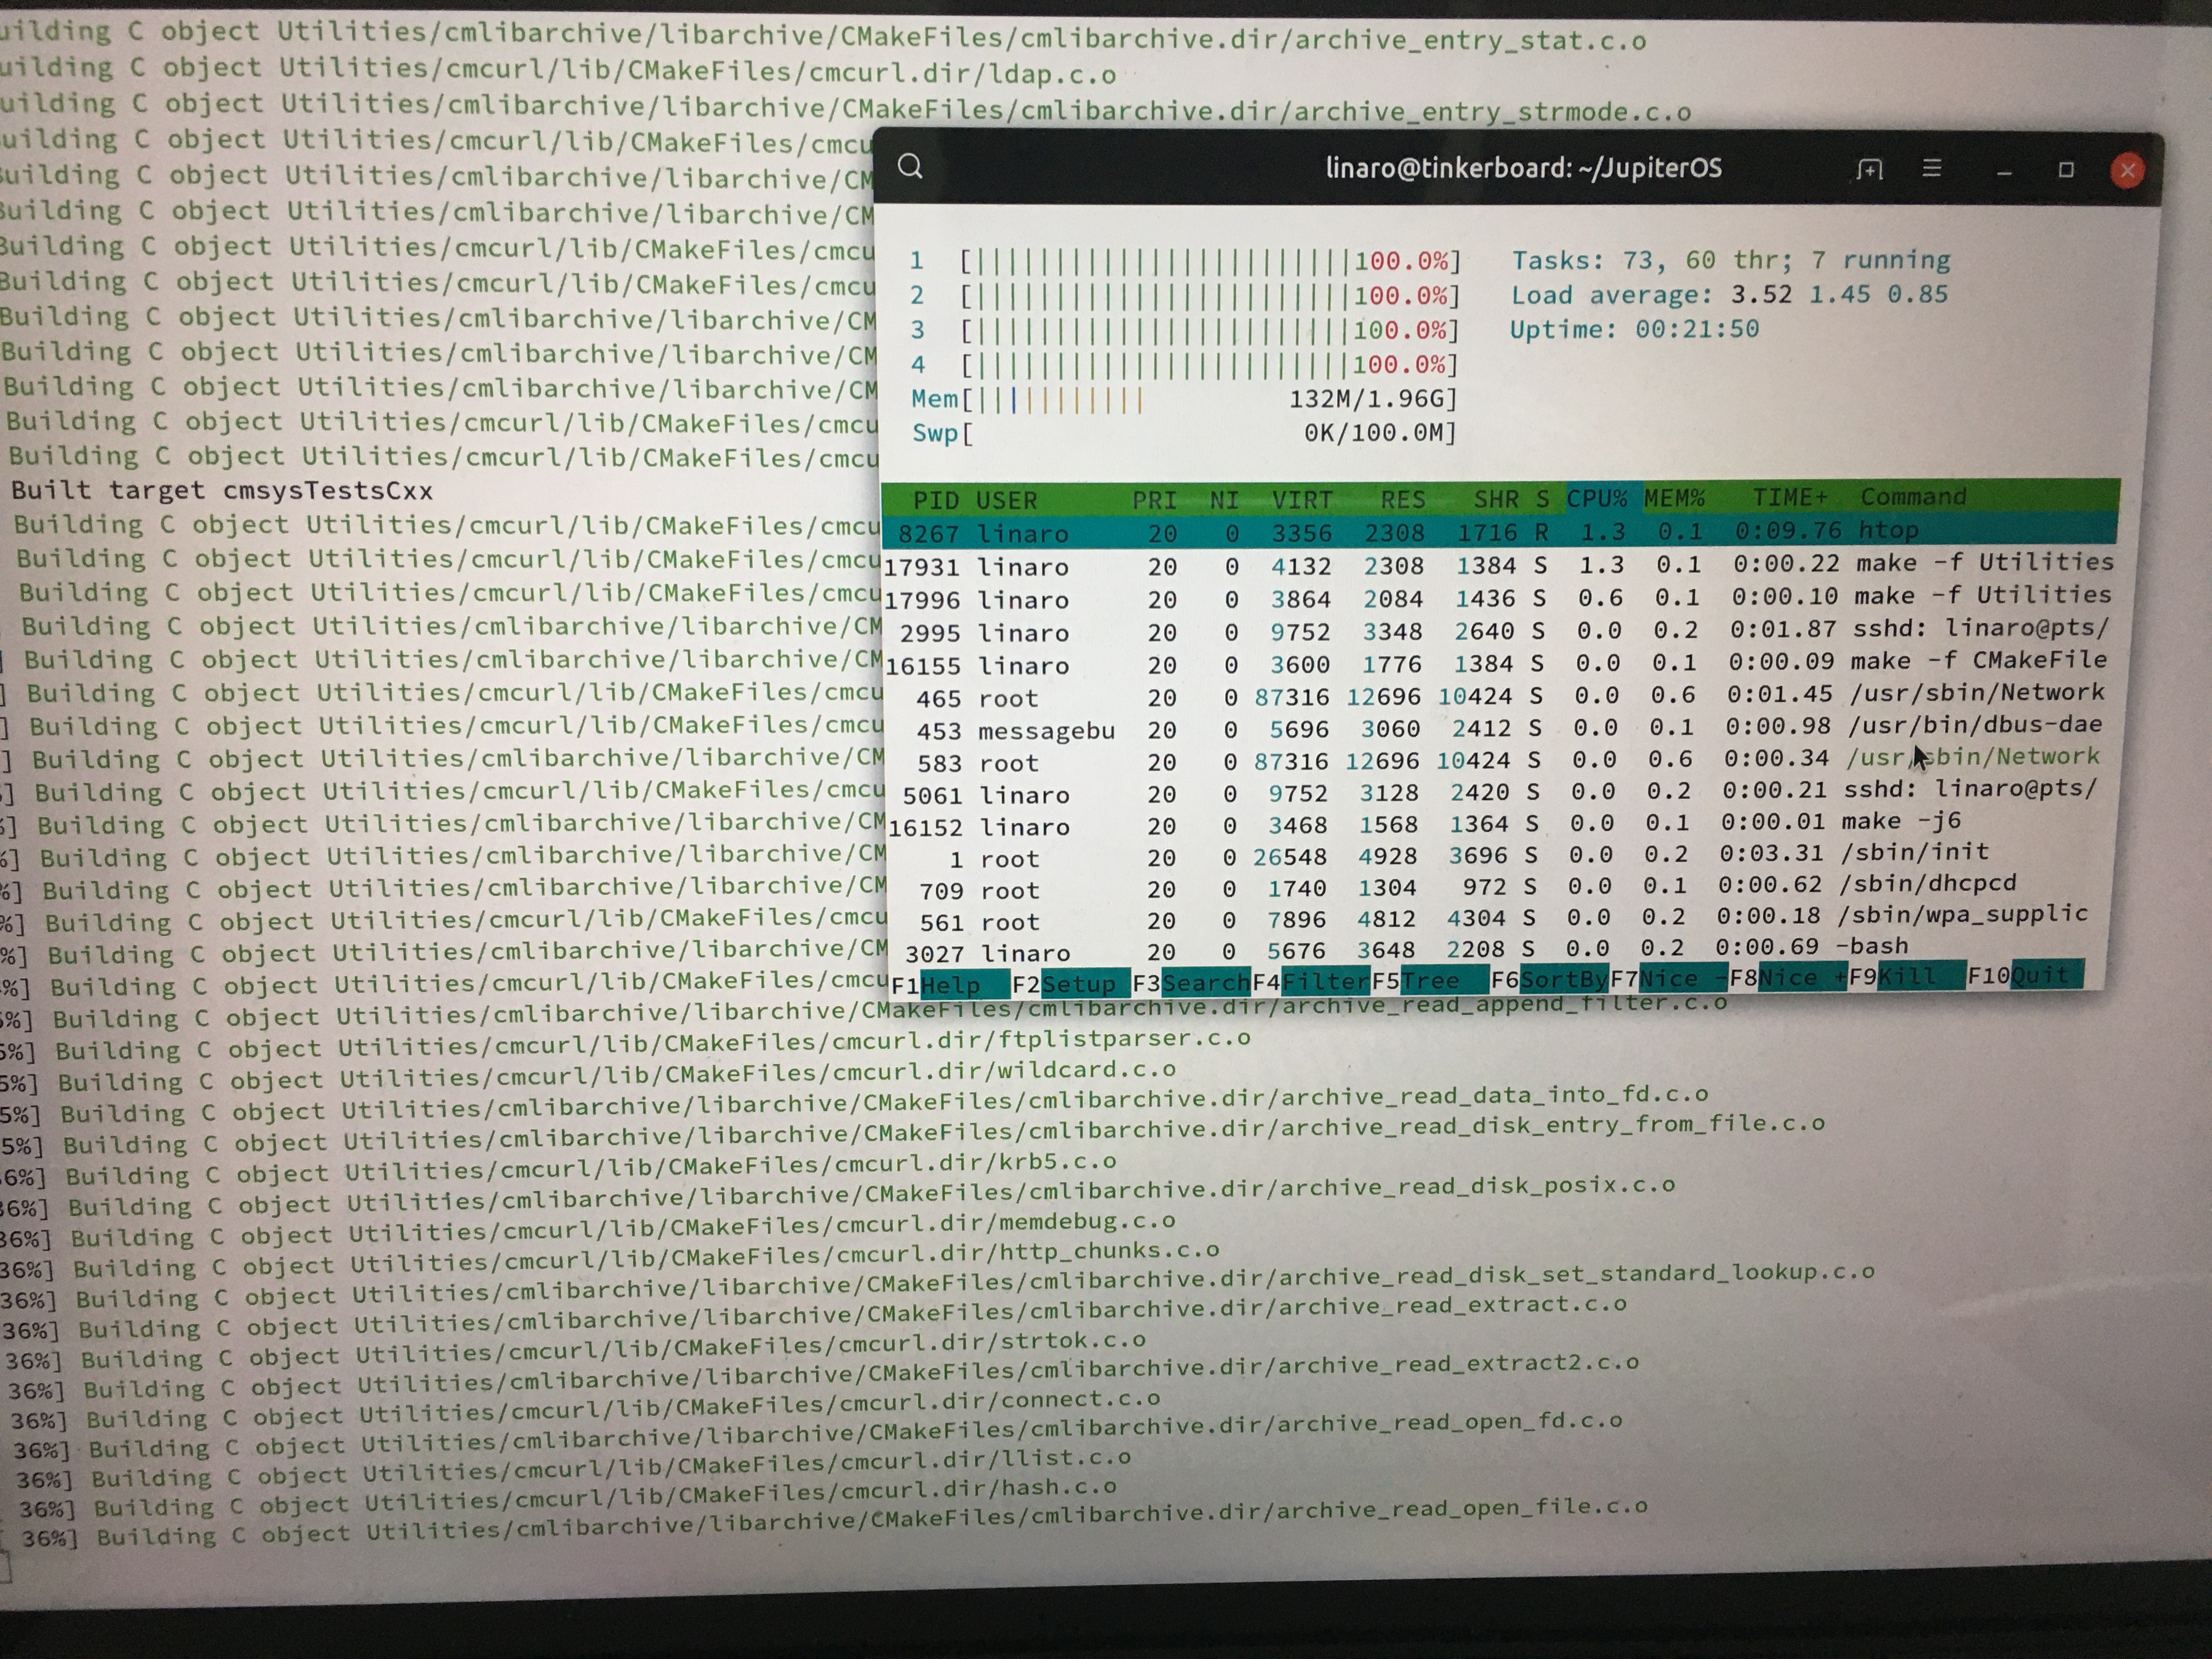 uilding C object Utilities/cmlibarchive/libarchive/CMakeFiles/cmlibarchive.dir/archive_entry_stat.c.o
uilding C object Utilities/cmcurl/lib/CMakeFiles/cmcurl.dir/ldap.c.o
uilding C object Utilities/cmlibarchive/libarchive/CMakeFiles/cmlibarchive.dir/archive_entry_strmode.c.o
uilding C object Utilities/cmcurl/lib/CMakeFiles/cmcu
uilding C object Utilities/cmlibarchive/libarchive/CM
Building C object Utilities/cmlibarchive/libarchive/CM
Building C object Utilities/cmcurl/lib/CMakeFiles/cmcu
Building C object Utilities/cmcurl/lib/CMakeFiles/cmcu
Building C object Utilities/cmlibarchive/libarchive/CM
Building C object Utilities/cmlibarchive/libarchive/CM
Building C object Utilities/cmlibarchive/libarchive/CM
Building C object Utilities/cmcurl/lib/CMakeFiles/cmcu
Building C object Utilities/cmcurl/lib/CMakeFiles/cmcu
Built target cmsysTestsCxx
Building C object Utilities/cmcurl/lib/CMakeFiles/cmcu
Building C object Utilities/cmcurl/lib/CMakeFiles/cmcu
Building C object Utilities/cmcurl/lib/CMakeFiles/cmcu
Building C object Utilities/cmlibarchive/libarchive/CM
] Building C object Utilities/cmlibarchive/libarchive/CM
] Building C object Utilities/cmcurl/lib/CMakeFiles/cmcu
] Building C object Utilities/cmcurl/lib/CMakeFiles/cmcu
] Building C object Utilities/cmlibarchive/libarchive/CM
%] Building C object Utilities/cmcurl/lib/CMakeFiles/cmcu
%] Building C object Utilities/cmlibarchive/libarchive/CM
%] Building C object Utilities/cmlibarchive/libarchive/CM
%] Building C object Utilities/cmlibarchive/libarchive/CM
%] Building C object Utilities/cmcurl/lib/CMakeFiles/cmcu
%] Building C object Utilities/cmlibarchive/libarchive/CM
%] Building C object Utilities/cmcurl/lib/CMakeFiles/cmcu
5%] Building C object Utilities/cmlibarchive/libarchive/CMakeFiles/cmlibarchive.dir/archive_read_append_filter.c.o
5%] Building C object Utilities/cmcurl/lib/CMakeFiles/cmcurl.dir/ftplistparser.c.o
5%] Building C object Utilities/cmcurl/lib/CMakeFiles/cmcurl.dir/wildcard.c.o
5%] Building C object Utilities/cmlibarchive/libarchive/CMakeFiles/cmlibarchive.dir/archive_read_data_into_fd.c.o
5%] Building C object Utilities/cmlibarchive/libarchive/CMakeFiles/cmlibarchive.dir/archive_read_disk_entry_from_file.c.o
6%] Building C object Utilities/cmcurl/lib/CMakeFiles/cmcurl.dir/krb5.c.o
36%] Building C object Utilities/cmlibarchive/libarchive/CMakeFiles/cmlibarchive.dir/archive_read_disk_posix.c.o
36%] Building C object Utilities/cmcurl/lib/CMakeFiles/cmcurl.dir/memdebug.c.o
36%] Building C object Utilities/cmcurl/lib/CMakeFiles/cmcurl.dir/http_chunks.c.o
36%] Building C object Utilities/cmlibarchive/libarchive/CMakeFiles/cmlibarchive.dir/archive_read_disk_set_standard_lookup.c.o
36%] Building C object Utilities/cmlibarchive/libarchive/CMakeFiles/cmlibarchive.dir/archive_read_extract.c.o
36%] Building C object Utilities/cmcurl/lib/CMakeFiles/cmcurl.dir/strtok.c.o
36%] Building C object Utilities/cmlibarchive/libarchive/CMakeFiles/cmlibarchive.dir/archive_read_extract2.c.o
36%] Building C object Utilities/cmcurl/lib/CMakeFiles/cmcurl.dir/connect.c.o
36%] Building C object Utilities/cmlibarchive/libarchive/CMakeFiles/cmlibarchive.dir/archive_read_open_fd.c.o
36%] Building C object Utilities/cmcurl/lib/CMakeFiles/cmcurl.dir/llist.c.o
36%] Building C object Utilities/cmcurl/lib/CMakeFiles/cmcurl.dir/hash.c.o
36%] Building C object Utilities/cmlibarchive/libarchive/CMakeFiles/cmlibarchive.dir/archive_read_open_file.c.o
linaro@tinkerboard: ~/JupiterOS
1 [||||||||||||||||||||||||100.0%] Tasks: 73, 60 thr; 7 running
2 [||||||||||||||||||||||||100.0%] Load average: 3.52 1.45 0.85
3 [||||||||||||||||||||||||100.0%] Uptime: 00:21:50
4 [||||||||||||||||||||||||100.0%]
Mem[||||||||||| 132M/1.96G]
Swp[ 0K/100.0M]
PID USER PRI NI VIRT RES SHR S CPU% MEM% TIME+ Command
8267 linaro 20 0 3356 2308 1716 R 1.3 0.1 0:09.76 htop
17931 linaro 20 0 4132 2308 1384 S 1.3 0.1 0:00.22 make -f Utilities
17996 linaro 20 0 3864 2084 1436 S 0.6 0.1 0:00.10 make -f Utilities
2995 linaro 20 0 9752 3348 2640 S 0.0 0.2 0:01.87 sshd: linaro@pts/
16155 linaro 20 0 3600 1776 1384 S 0.0 0.1 0:00.09 make -f CMakeFile
465 root 20 0 87316 12696 10424 S 0.0 0.6 0:01.45 /usr/sbin/Network
453 messagebu 20 0 5696 3060 2412 S 0.0 0.1 0:00.98 /usr/bin/dbus-dae
583 root 20 0 87316 12696 10424 S 0.0 0.6 0:00.34 /usr/sbin/Network
5061 linaro 20 0 9752 3128 2420 S 0.0 0.2 0:00.21 sshd: linaro@pts/
16152 linaro 20 0 3468 1568 1364 S 0.0 0.1 0:00.01 make -j6
1 root 20 0 26548 4928 3696 S 0.0 0.2 0:03.31 /sbin/init
709 root 20 0 1740 1304 972 S 0.0 0.1 0:00.62 /sbin/dhcpcd
561 root 20 0 7896 4812 4304 S 0.0 0.2 0:00.18 /sbin/wpa_supplic
3027 linaro 20 0 5676 3648 2208 S 0.0 0.2 0:00.69 -bash
F1Help F2Setup F3SearchF4FilterF5Tree F6SortByF7Nice -F8Nice +F9Kill F10Quit